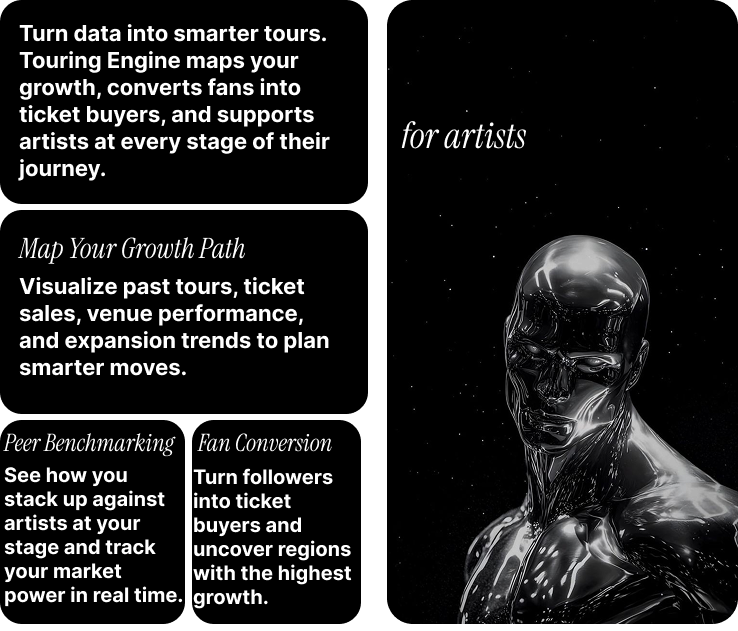 Turn data into smarter tours.
Touring Engine maps your
growth, converts fans into
ticket buyers, and supports
artists at every stage of their
journey.
Map Your Growth Path
Visualize past tours, ticket
sales, venue performance,
and expansion trends to plan
smarter moves.
Peer Benchmarking
See how you
stack up against
artists at your
stage and track
your market
power in real time.
Fan Conversion
Turn followers
into ticket
buyers and
uncover regions
with the highest
growth.
for artists